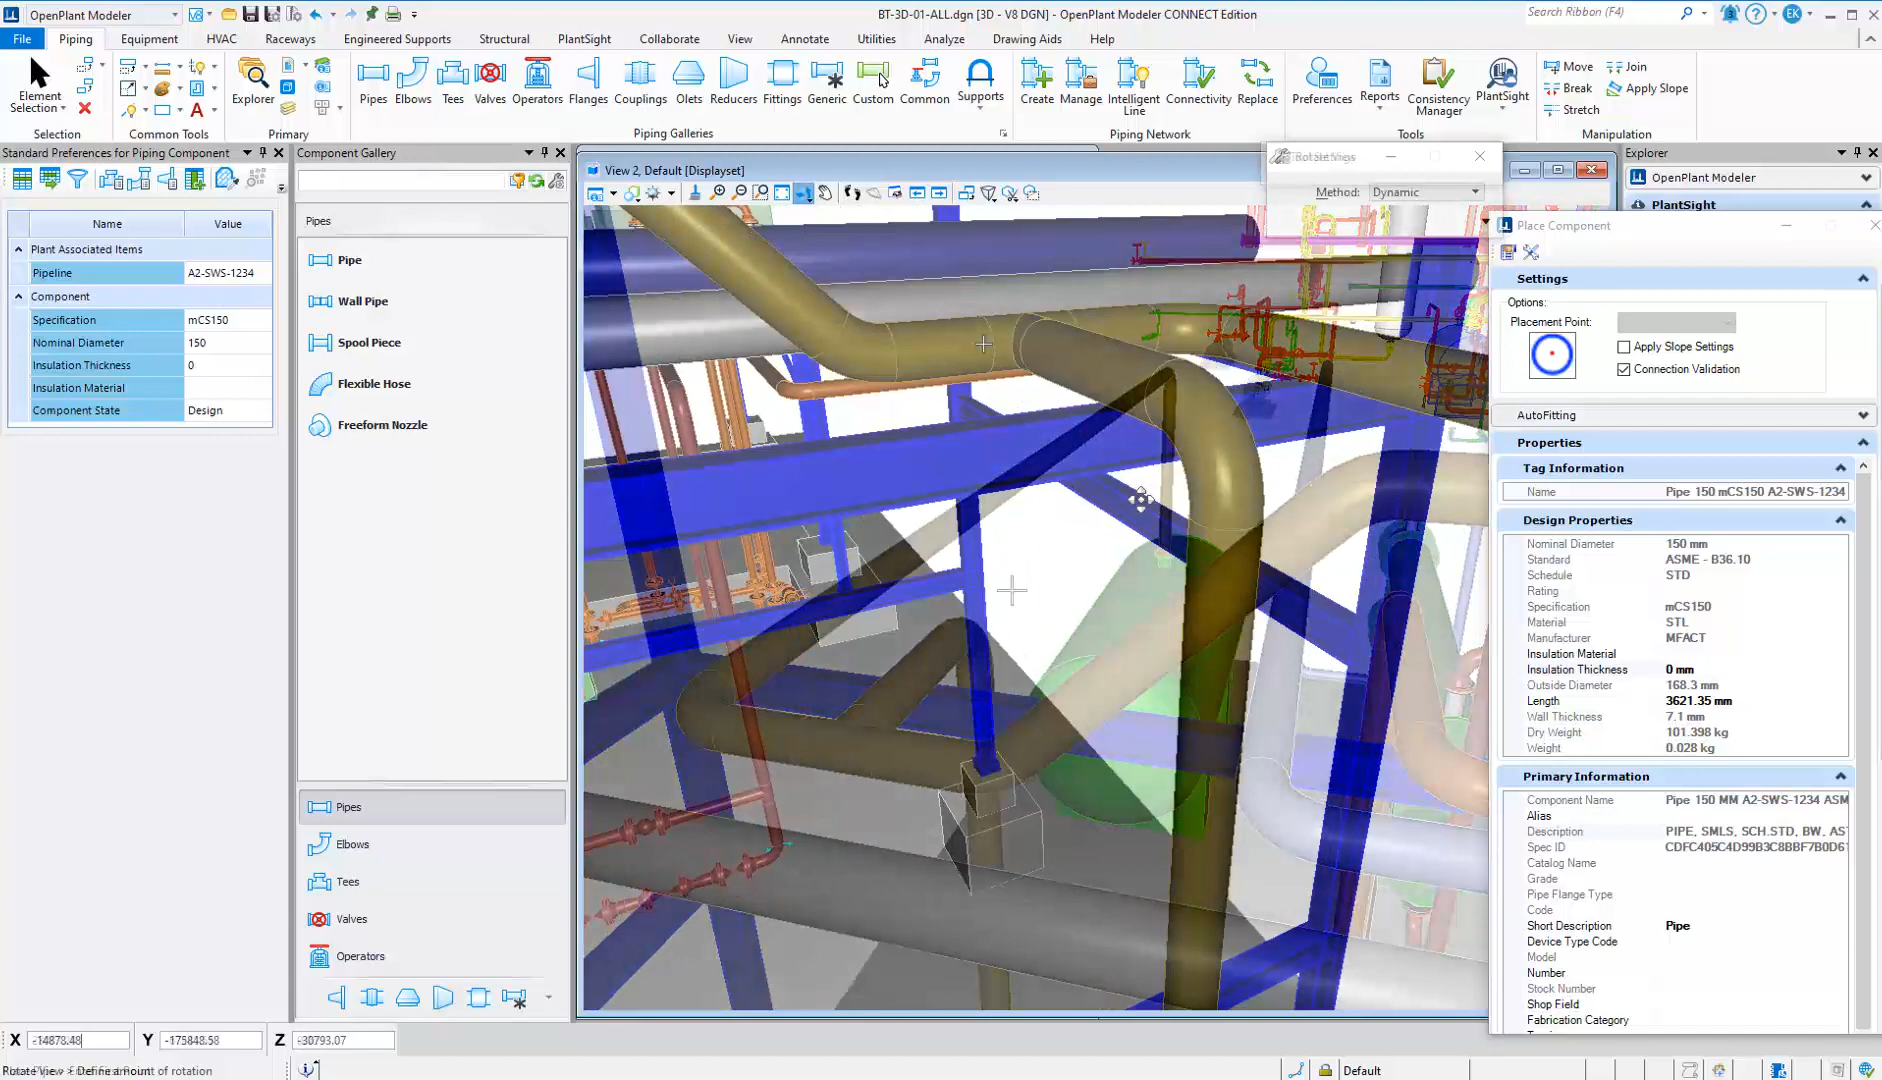 OpenPlant Modeler
BT-3D-01-ALL.dgn [3D - V8 DGN] - OpenPlant Modeler CONNECT Edition
Search Ribbon (F4)
3
EK
File
Piping
Equipment
HVAC
Raceways
Engineered Supports
Structural
PlantSight
Collaborate
View
Annotate
Utilities
Analyze
Drawing Aids
Help
Element
Selection
Explorer
Pipes
Elbows
Tees
Valves
Operators
Flanges
Couplings
Olets
Reducers
Fittings
Generic
Custom
Common
Supports
Create
Manage
Intelligent
Line
Connectivity
Replace
Preferences
Reports
Consistency
Manager
PlantSight
Move
Join
Break
Apply Slope
Stretch
Selection
Common Tools
Primary
Piping Galleries
Piping Network
Tools
Manipulation
Standard Preferences for Piping Component
Name
Value
Plant Associated Items
Pipeline
A2-SWS-1234
Component
Specification
mCS150
Nominal Diameter
150
Insulation Thickness
0
Insulation Material
Component State
Design
Component Gallery
Pipes
Pipe
Wall Pipe
Spool Piece
Flexible Hose
Freeform Nozzle
Pipes
Elbows
Tees
Valves
Operators
View 2, Default [Displayset]
Method:
Dynamic
Explorer
OpenPlant Modeler
PlantSight
Place Component
Settings
Options:
Placement Point:
Apply Slope Settings
Connection Validation
AutoFitting
Properties
Tag Information
Name
Pipe 150 mCS150 A2-SWS-1234
Design Properties
Nominal Diameter
150 mm
Standard
ASME - B36.10
Schedule
STD
Rating
Specification
mCS150
Material
STL
Manufacturer
MFACT
Insulation Material
Insulation Thickness
0 mm
Outside Diameter
168.3 mm
Length
3621.35 mm
Wall Thickness
7.1 mm
Dry Weight
101.398 kg
Weight
0.028 kg
Primary Information
Component Name
Pipe 150 MM A2-SWS-1234 ASM
Alias
Description
PIPE, SMLS, SCH.STD, BW, AS
Spec ID
CDFC405C4D99B3C8BBF7B0D61
Catalog Name
Grade
Pipe Flange Type
Code
Short Description
Pipe
Device Type Code
Model
Number
Stock Number
Shop Field
Fabrication Category
X
-14878.48
Y
-175848.58
Z
-30793.07
Default